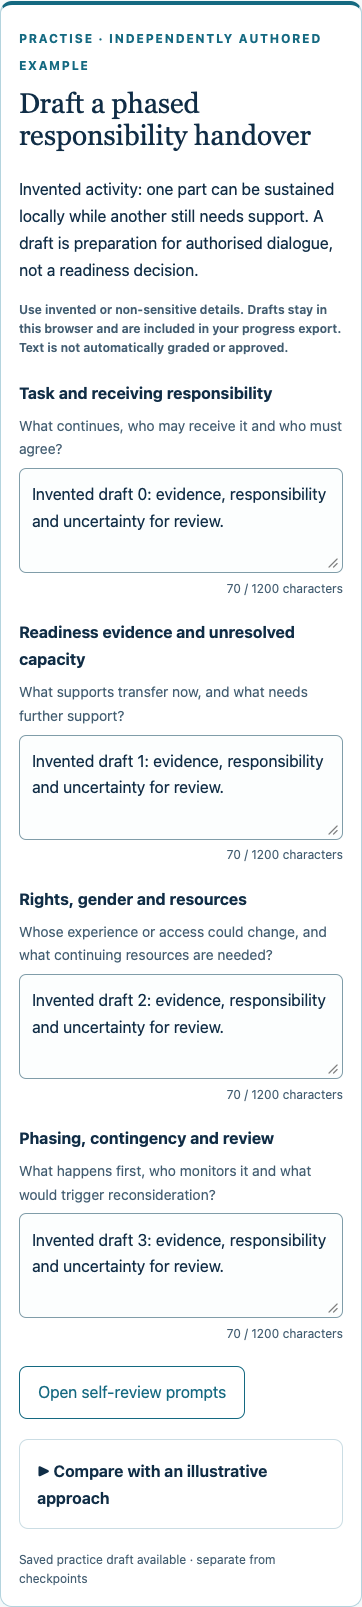 PRACTISE · INDEPENDENTLY AUTHORED
EXAMPLE
Draft a phased
responsibility handover
Invented activity: one part can be sustained
locally while another still needs support. A
draft is preparation for authorised dialogue,
not a readiness decision.
Use invented or non-sensitive details. Drafts stay in
this browser and are included in your progress export.
Text is not automatically graded or approved.
Task and receiving responsibility
What continues, who may receive it and who must
agree?
Invented draft 0: evidence, responsibility
and uncertainty for review.
70 / 1200 characters
Readiness evidence and unresolved
capacity
What supports transfer now, and what needs
further support?
Invented draft 1: evidence, responsibility
and uncertainty for review.
70 / 1200 characters
Rights, gender and resources
Whose experience or access could change, and
what continuing resources are needed?
Invented draft 2: evidence, responsibility
and uncertainty for review.
70 / 1200 characters
Phasing, contingency and review
What happens first, who monitors it and what
would trigger reconsideration?
Invented draft 3: evidence, responsibility
and uncertainty for review.
70 / 1200 characters
Open self-review prompts
Compare with an illustrative
approach
Saved practice draft available · separate from
checkpoints